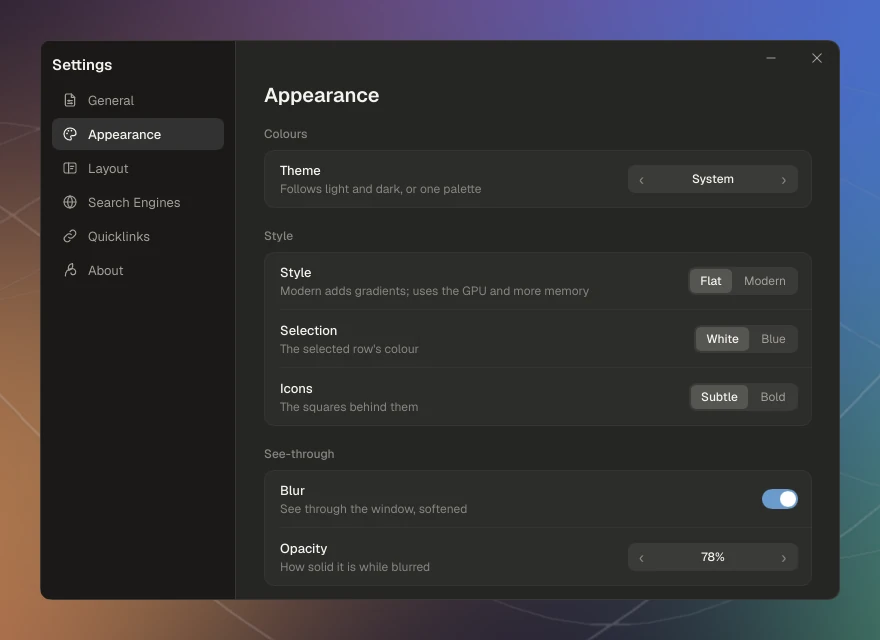 Settings
General
Appearance
Layout
Search Engines
Quicklinks
About
Appearance
Colours
Theme
Follows light and dark, or one palette
‹ System ›
Style
Style
Modern adds gradients; uses the GPU and more memory
Flat Modern
Selection
The selected row's colour
White Blue
Icons
The squares behind them
Subtle Bold
See-through
Blur
See through the window, softened
Opacity
How solid it is while blurred
‹ 78% ›